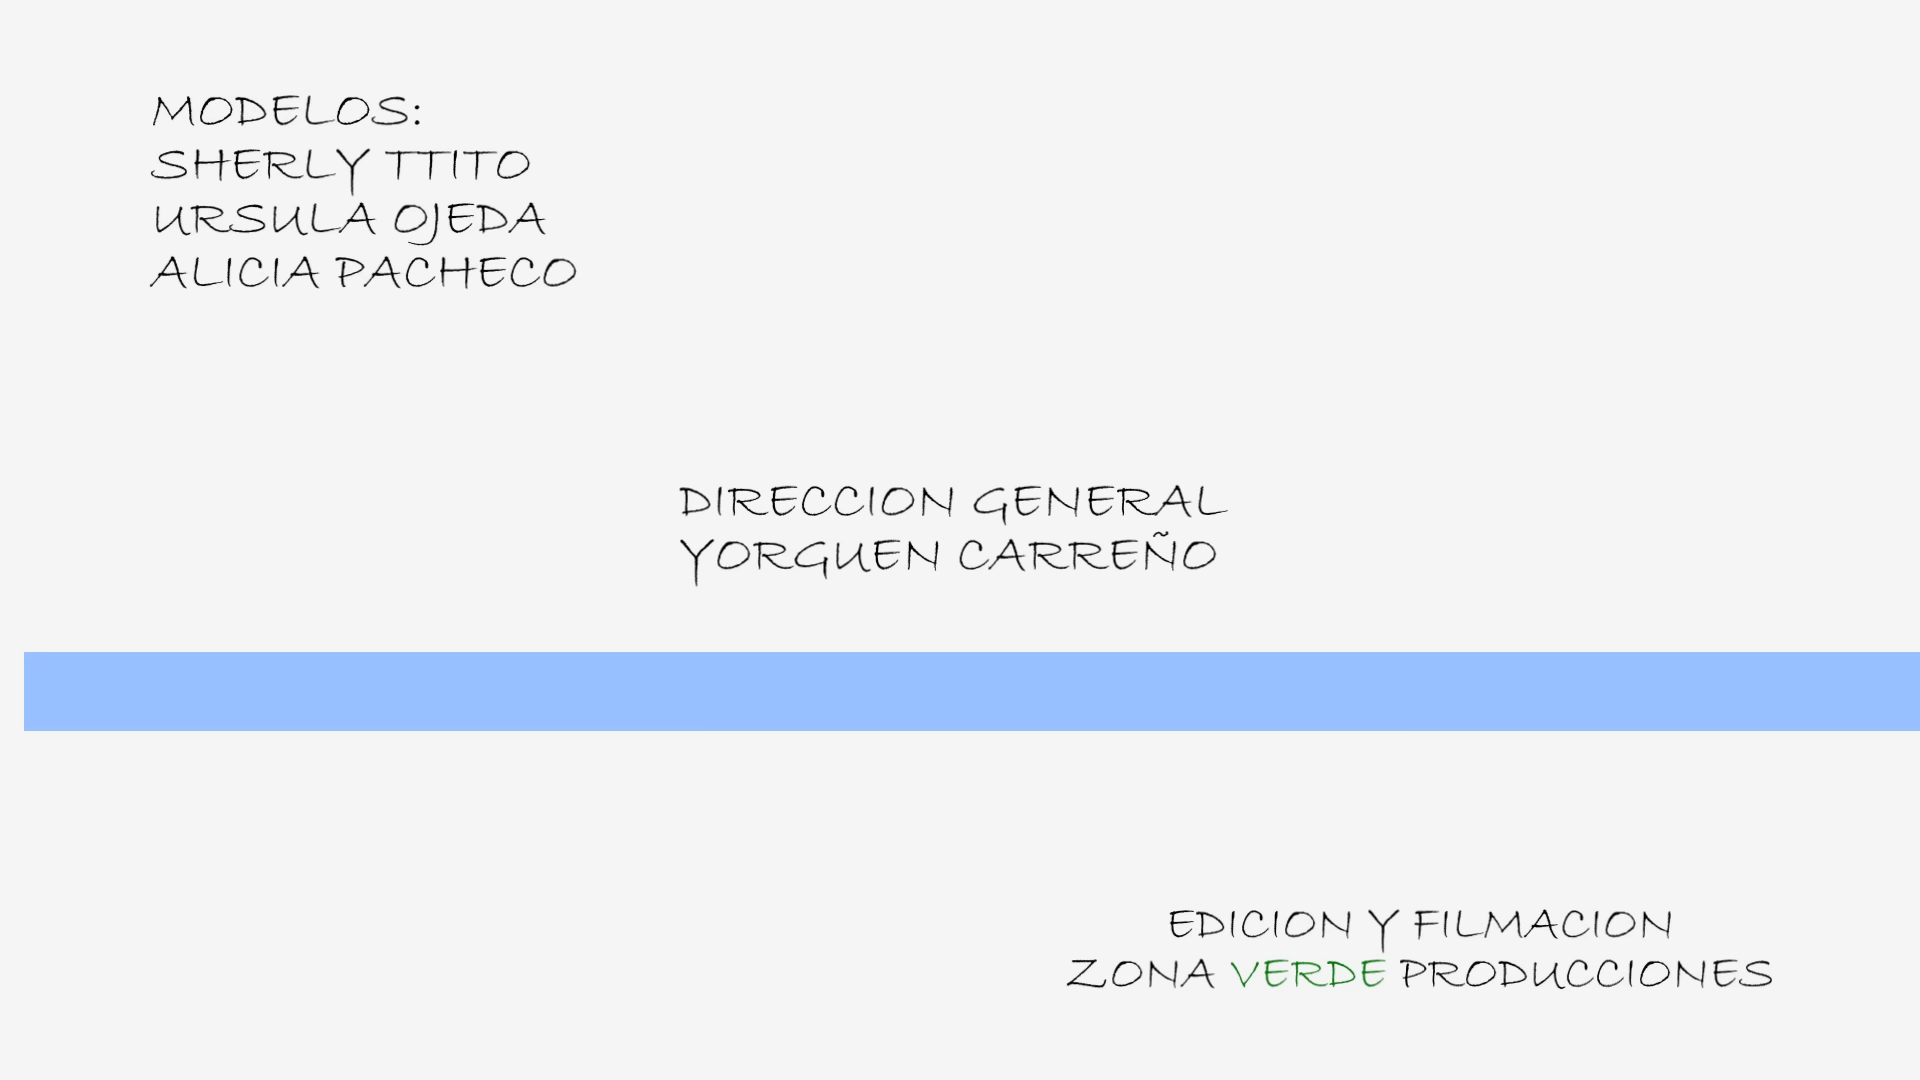 MODELOS:
SHERLY TTITO
URSULA OJEDA
ALICIA PACHECO
DIRECCION GENERAL
YORGUEN CARREÑO
EDICION Y FILMACION
ZONA VERDE PRODUCCIONES